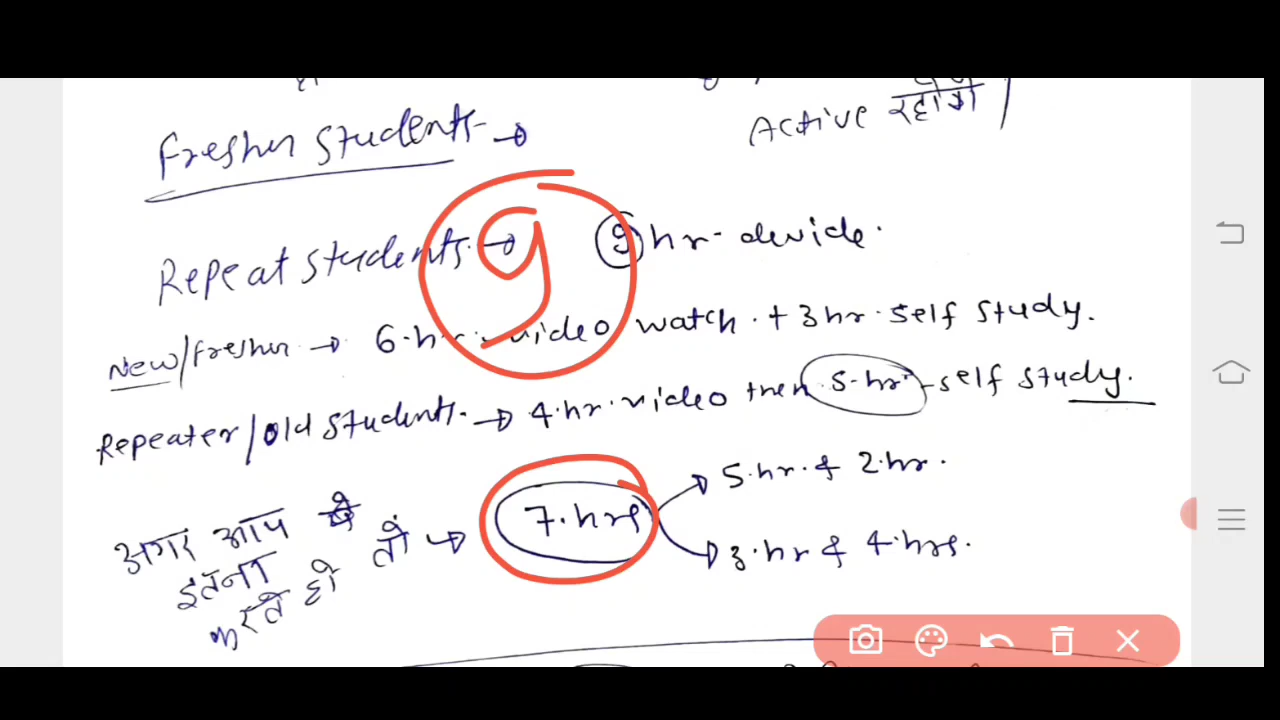 Active रहोगे |
Fresher Students →
Repeat Students → 9 hr. devide.
9
New/Fresher → 6.hr. video watch. + 3 hr. self study.
Repeater/old students. → 4.hr. video then 5.hr. self study.
7.hrs → 5.hr. & 2.hr.
→ 3.hr & 4.hrs.
अगर आप
इतना
करते हो तो →